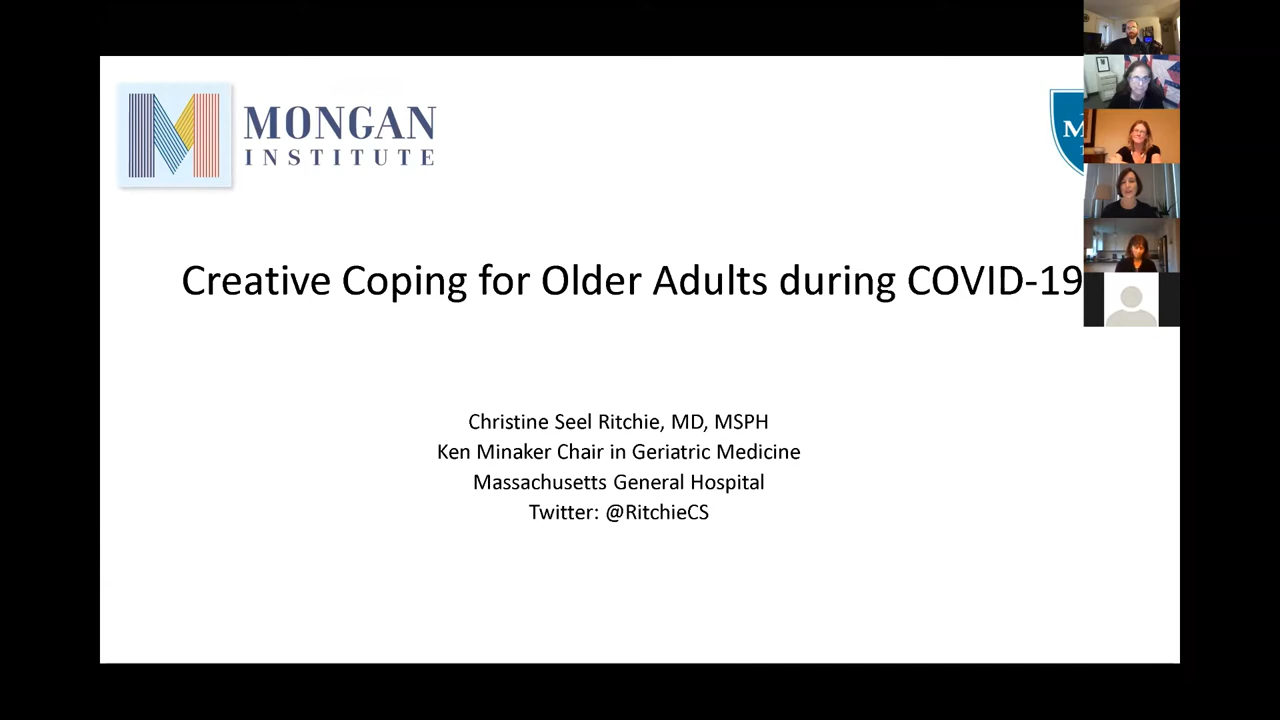 MONGAN
INSTITUTE
Creative Coping for Older Adults during COVID-19
Christine Seel Ritchie, MD, MSPH
Ken Minaker Chair in Geriatric Medicine
Massachusetts General Hospital
Twitter: @RitchieCS